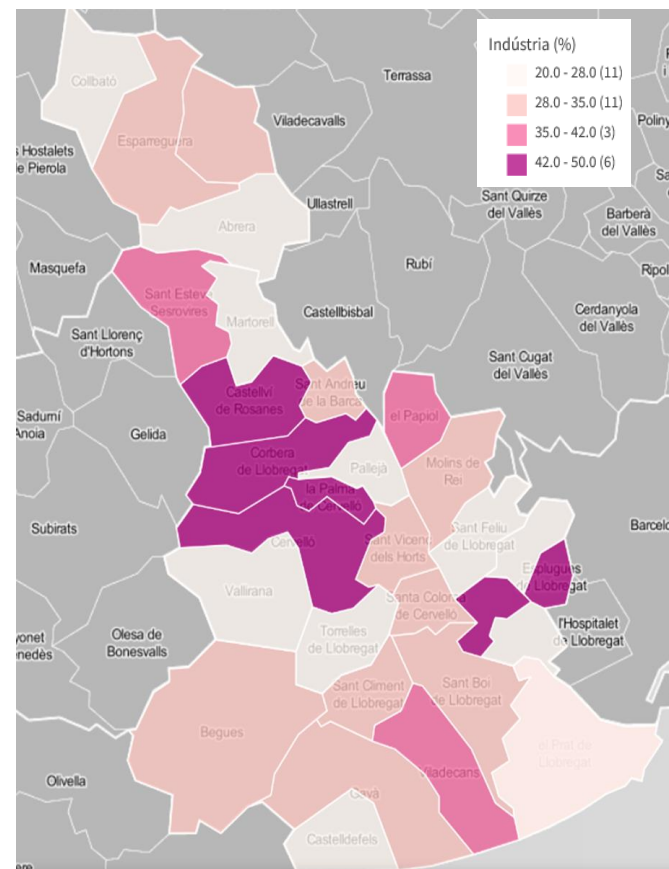 Indústria (%)
20.0 - 28.0 (11)
28.0 - 35.0 (11)
35.0 - 42.0 (3)
42.0 - 50.0 (6)
Collbató
Terrassa
Esparreguera
Viladecavalls
Poliny
s Hostalets
de Pierola
Ullastrell
Sant Quirze
del Vallès
Barberà
del Vallès
Abrera
Masquefa
Rubí
Ripol
Sant Esteve
Sesrovires
Martorell
Castellbisbal
Cerdanyola
del Vallès
Sant Llorenç
d'Hortons
Sant Cugat
del Vallès
Castellví
de Rosanes
Sant Andreu
de la Barca
el Papiol
Sadurní
Anoia
Gelida
Corbera
de Llobregat
Pallejà
Molins de
Rei
la Palma
de Cervelló
Subirats
Cervelló
Sant Vicenç
dels Horts
Sant Feliu
de Llobregat
Barcelo
Esplugues
de Llobregat
Vallirana
Santa Coloma
de Cervelló
l'Hospitalet
de Llobregat
Olesa de
Bonesvalls
yonet
enedès
Torrelles
de Llobregat
Sant Climent
de Llobregat
Sant Boi
de Llobregat
Begues
el Prat de
Llobregat
Viladecans
Olivella
Gavà
Castelldefels